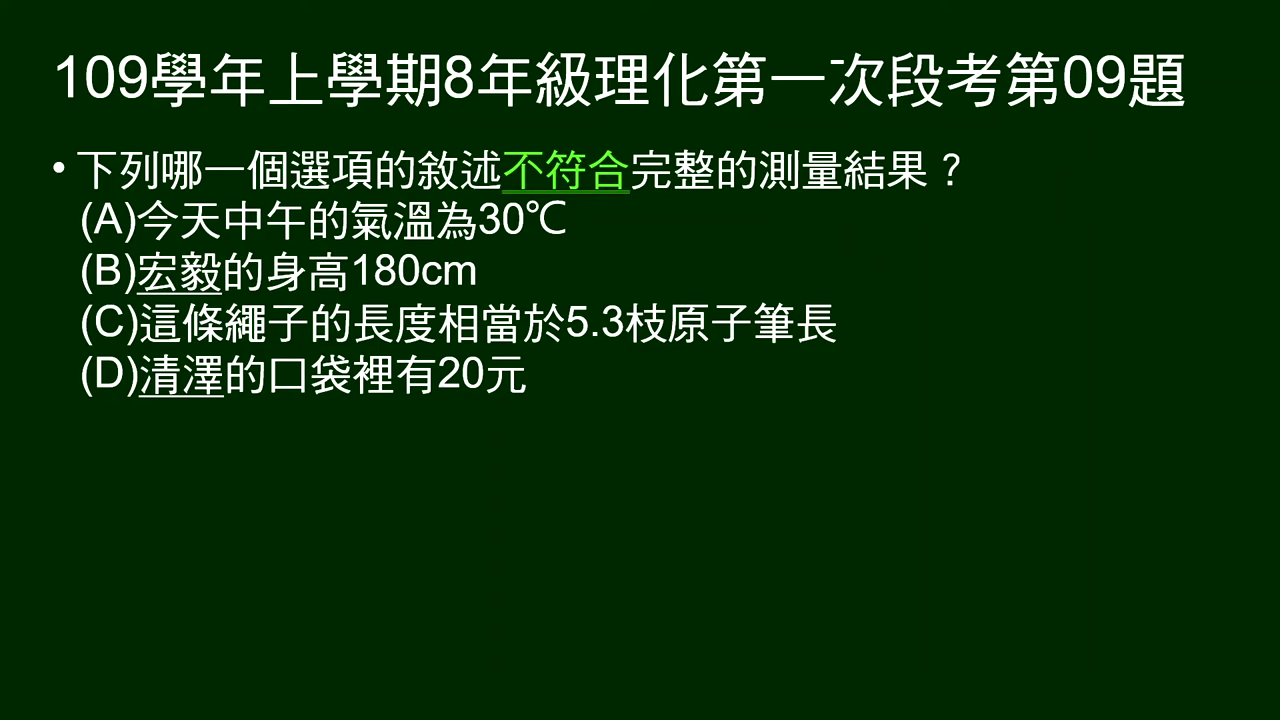 109學年上學期8年級理化第一次段考第09題
• 下列哪一個選項的敘述不符合完整的測量結果？
(A)今天中午的氣溫為30℃
(B)宏毅的身高180cm
(C)這條繩子的長度相當於5.3枝原子筆長
(D)清澤的口袋裡有20元